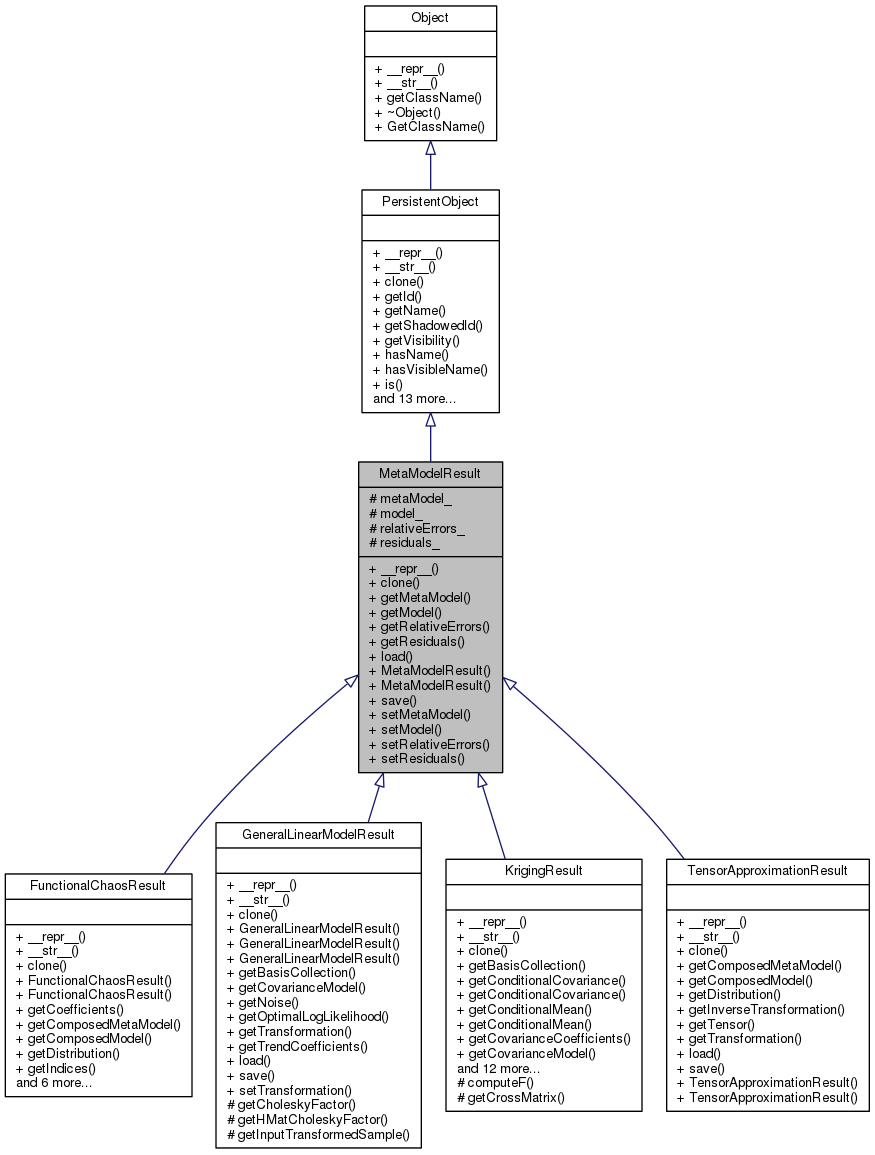 Object
+ __repr__()
+ __str__()
+ getClassName()
+ ~Object()
+ GetClassName()
PersistentObject
+ __repr__()
+ __str__()
+ clone()
+ getId()
+ getName()
+ getShadowedId()
+ getVisibility()
+ hasName()
+ hasVisibleName()
+ is()
and 13 more...
MetaModelResult
# metaModel_
# model_
# relativeErrors_
# residuals_
+ __repr__()
+ clone()
+ getMetaModel()
+ getModel()
+ getRelativeErrors()
+ getResiduals()
+ load()
+ MetaModelResult()
+ MetaModelResult()
+ save()
+ setMetaModel()
+ setModel()
+ setRelativeErrors()
+ setResiduals()
FunctionalChaosResult
+ __repr__()
+ __str__()
+ clone()
+ FunctionalChaosResult()
+ FunctionalChaosResult()
+ getCoefficients()
+ getComposedMetaModel()
+ getComposedModel()
+ getDistribution()
+ getIndices()
and 6 more...
GeneralLinearModelResult
+ __repr__()
+ __str__()
+ clone()
+ GeneralLinearModelResult()
+ GeneralLinearModelResult()
+ GeneralLinearModelResult()
+ getBasisCollection()
+ getCovarianceModel()
+ getNoise()
+ getOptimalLogLikelihood()
+ getTransformation()
+ getTrendCoefficients()
+ load()
+ save()
+ setTransformation()
# getCholeskyFactor()
# getHMatCholeskyFactor()
# getInputTransformedSample()
KrigingResult
+ __repr__()
+ __str__()
+ clone()
+ getBasisCollection()
+ getConditionalCovariance()
+ getConditionalCovariance()
+ getConditionalMean()
+ getConditionalMean()
+ getCovarianceCoefficients()
+ getCovarianceModel()
and 12 more...
# computeF()
# getCrossMatrix()
TensorApproximationResult
+ __repr__()
+ __str__()
+ clone()
+ getComposedMetaModel()
+ getComposedModel()
+ getDistribution()
+ getInverseTransformation()
+ getTensor()
+ getTransformation()
+ load()
+ save()
+ TensorApproximationResult()
+ TensorApproximationResult()